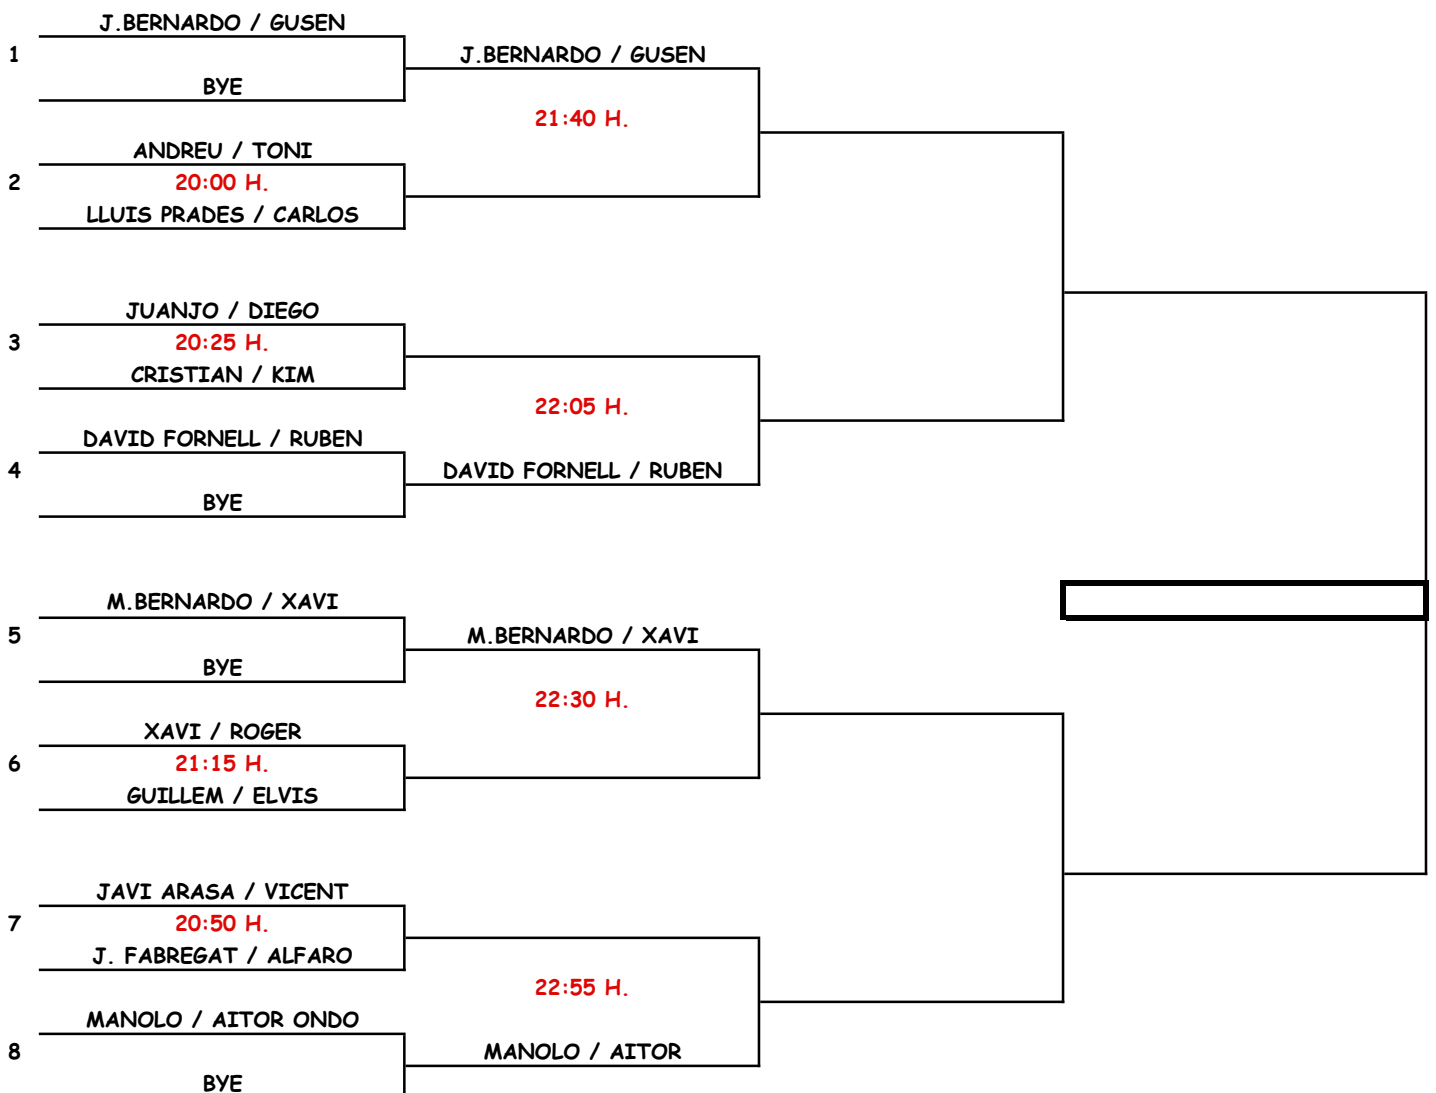 J.BERNARDO / GUSEN
1
J.BERNARDO / GUSEN
BYE
21:40 H.
ANDREU / TONI
2
20:00 H.
LLUIS PRADES / CARLOS
JUANJO / DIEGO
3
20:25 H.
CRISTIAN / KIM
22:05 H.
DAVID FORNELL / RUBEN
4
DAVID FORNELL / RUBEN
BYE
M.BERNARDO / XAVI
5
M.BERNARDO / XAVI
BYE
22:30 H.
XAVI / ROGER
6
21:15 H.
GUILLEM / ELVIS
JAVI ARASA / VICENT
7
20:50 H.
J. FABREGAT / ALFARO
22:55 H.
MANOLO / AITOR ONDO
8
MANOLO / AITOR
BYE